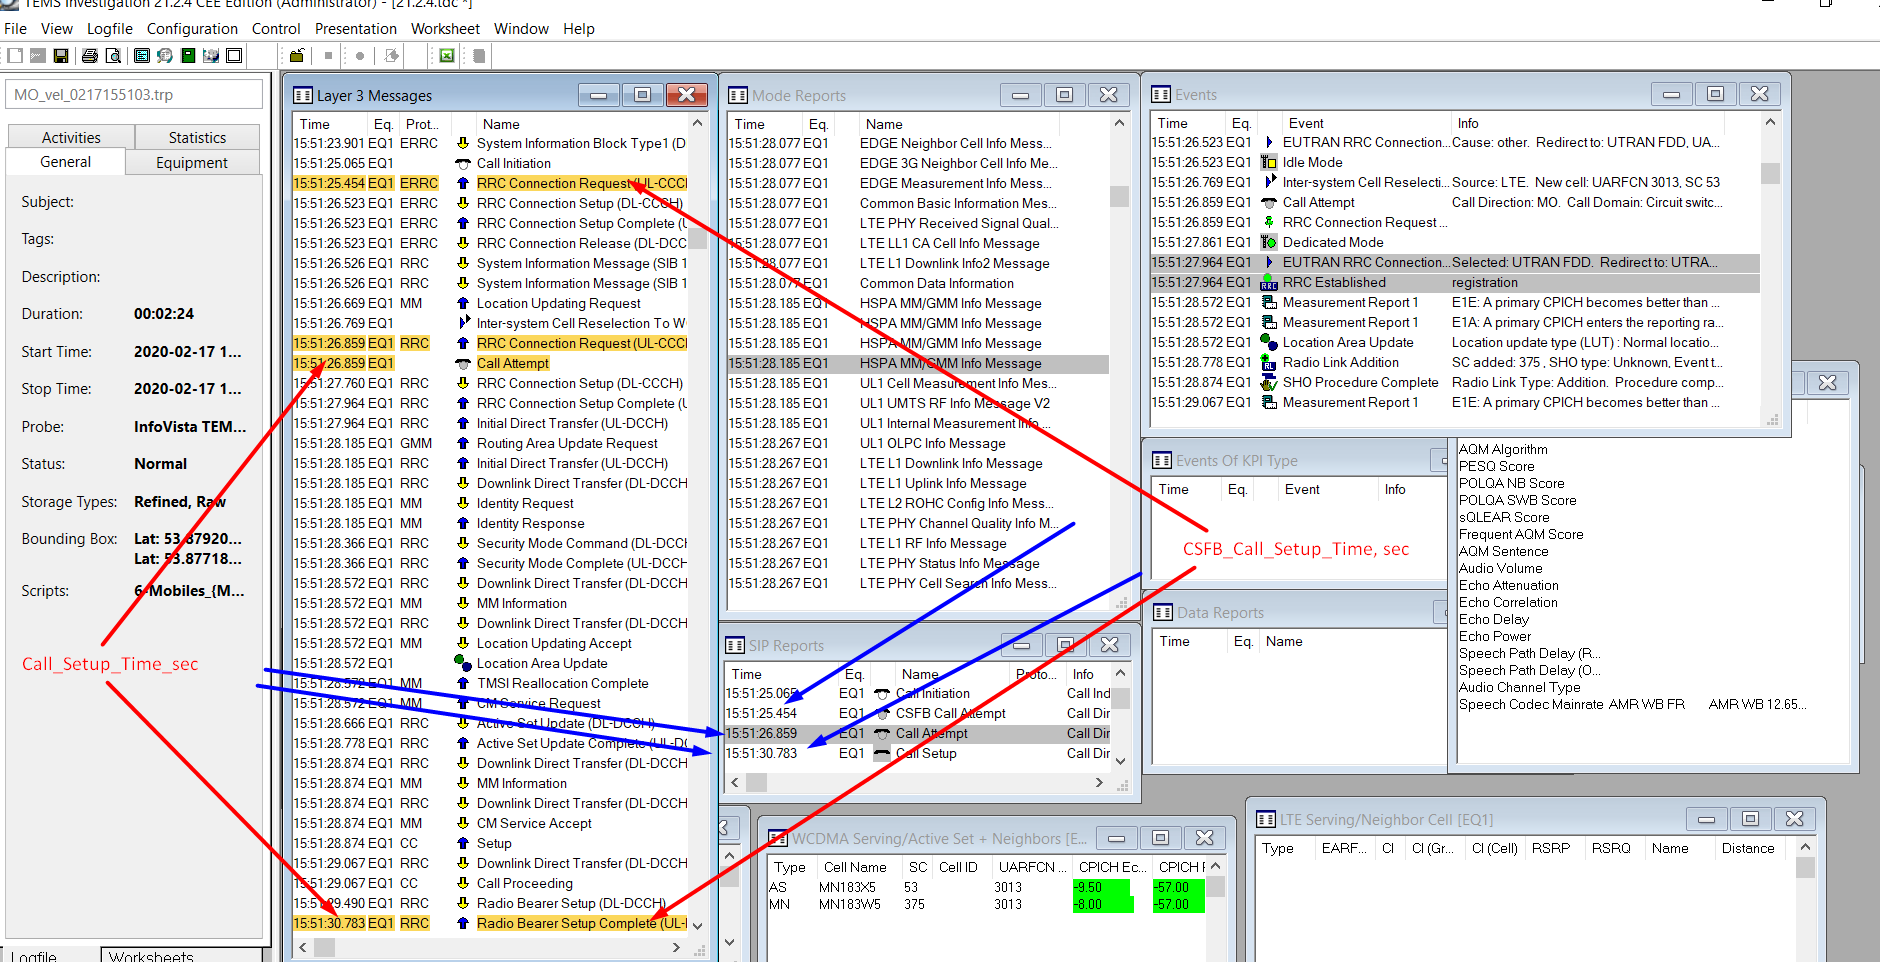 TEMS Investigation 21.2.4 CEE Edition (Administrator) - [21.2.4.tdc *]
File View Logfile Configuration Control Presentation Worksheet Window Help
MO_vel_0217155103.trp
Activities Statistics
General Equipment
Subject:
Tags:
Description:
Duration: 00:02:24
Start Time: 2020-02-17 1...
Stop Time: 2020-02-17 1...
Probe: InfoVista TEM...
Status: Normal
Storage Types: Refined, Raw
Bounding Box: Lat: 53.87920...
Lat: 53.87718...
Scripts: 6-Mobiles_{M...
Call_Setup_Time_sec
Logfile Worksheets
Layer 3 Messages
Time Eq. Prot... Name
15:51:23.901 EQ1 ERRC System Information Block Type1 (D
15:51:25.065 EQ1 Call Initiation
15:51:25.454 EQ1 ERRC RRC Connection Request (UL-CCCI
15:51:26.523 EQ1 ERRC RRC Connection Setup (DL-CCCH)
15:51:26.523 EQ1 ERRC RRC Connection Setup Complete (U
15:51:26.523 EQ1 ERRC RRC Connection Release (DL-DCC
15:51:26.526 EQ1 RRC System Information Message (SIB 1
15:51:26.526 EQ1 RRC System Information Message (SIB 1
15:51:26.669 EQ1 MM Location Updating Request
15:51:26.769 EQ1 Inter-system Cell Reselection To W
15:51:26.859 EQ1 RRC RRC Connection Request (UL-CCCI
15:51:26.859 EQ1 Call Attempt
15:51:27.760 EQ1 RRC RRC Connection Setup (DL-CCCH)
15:51:27.964 EQ1 RRC RRC Connection Setup Complete (U
15:51:27.964 EQ1 RRC Initial Direct Transfer (UL-DCCH)
15:51:28.185 EQ1 GMM Routing Area Update Request
15:51:28.185 EQ1 RRC Initial Direct Transfer (UL-DCCH)
15:51:28.185 EQ1 RRC Downlink Direct Transfer (DL-DCCH
15:51:28.185 EQ1 MM Identity Request
15:51:28.185 EQ1 MM Identity Response
15:51:28.366 EQ1 RRC Security Mode Command (DL-DCCH
15:51:28.366 EQ1 RRC Security Mode Complete (UL-DCCH
15:51:28.572 EQ1 RRC Downlink Direct Transfer (DL-DCCH
15:51:28.572 EQ1 MM MM Information
15:51:28.572 EQ1 RRC Downlink Direct Transfer (DL-DCCH
15:51:28.572 EQ1 MM Location Updating Accept
15:51:28.572 EQ1 Location Area Update
15:51:28.572 EQ1 MM TMSI Reallocation Complete
15:51:28.572 EQ1 MM CM Service Request
15:51:28.666 EQ1 RRC Active Set Update (DL-DCCH)
15:51:28.778 EQ1 RRC Active Set Update Complete (UL-DC
15:51:28.874 EQ1 RRC Downlink Direct Transfer (DL-DCCH
15:51:28.874 EQ1 MM MM Information
15:51:28.874 EQ1 RRC Downlink Direct Transfer (DL-DCCH
15:51:28.874 EQ1 MM CM Service Accept
15:51:28.874 EQ1 CC Setup
15:51:29.067 EQ1 RRC Downlink Direct Transfer (DL-DCCH
15:51:29.067 EQ1 CC Call Proceeding
15:51:29.490 EQ1 RRC Radio Bearer Setup (DL-DCCH)
15:51:30.783 EQ1 RRC Radio Bearer Setup Complete (UL-
Mode Reports
Time Eq. Name
15:51:28.077 EQ1 EDGE Neighbor Cell Info Mess...
15:51:28.077 EQ1 EDGE 3G Neighbor Cell Info Me...
15:51:28.077 EQ1 EDGE Measurement Info Mess...
15:51:28.077 EQ1 Common Basic Information Mes...
15:51:28.077 EQ1 LTE PHY Received Signal Qual...
15:51:28.077 EQ1 LTE LL1 CA Cell Info Message
15:51:28.077 EQ1 LTE L1 Downlink Info2 Message
15:51:28.077 EQ1 Common Data Information
15:51:28.185 EQ1 HSPA MM/GMM Info Message
15:51:28.185 EQ1 HSPA MM/GMM Info Message
15:51:28.185 EQ1 HSPA MM/GMM Info Message
15:51:28.185 EQ1 HSPA MM/GMM Info Message
15:51:28.185 EQ1 UL1 Cell Measurement Info Mes...
15:51:28.185 EQ1 UL1 UMTS RF Info Message V2
15:51:28.185 EQ1 UL1 Internal Measurement Info...
15:51:28.267 EQ1 UL1 OLPC Info Message
15:51:28.267 EQ1 LTE L1 Downlink Info Message
15:51:28.267 EQ1 LTE L1 Uplink Info Message
15:51:28.267 EQ1 LTE L2 ROHC Config Info Mess...
15:51:28.267 EQ1 LTE PHY Channel Quality Info M...
15:51:28.267 EQ1 LTE L1 RF Info Message
15:51:28.267 EQ1 LTE PHY Status Info Message
15:51:28.267 EQ1 LTE PHY Cell Search Info Mess...
SIP Reports
Time Eq. Name Proto... Info
15:51:25.065 EQ1 Call Initiation Call Ind
15:51:25.454 EQ1 CSFB Call Attempt Call Dir
15:51:26.859 EQ1 Call Attempt Call Dir
15:51:30.783 EQ1 Call Setup Call Dir
Events
Time Eq. Event Info
15:51:26.523 EQ1 EUTRAN RRC Connection... Cause: other. Redirect to: UTRAN FDD, UA...
15:51:26.523 EQ1 Idle Mode
15:51:26.769 EQ1 Inter-system Cell Reselecti... Source: LTE. New cell: UARFCN 3013, SC 53
15:51:26.859 EQ1 Call Attempt Call Direction: MO. Call Domain: Circuit switc...
15:51:26.859 EQ1 RRC Connection Request ...
15:51:27.861 EQ1 Dedicated Mode
15:51:27.964 EQ1 EUTRAN RRC Connection... Selected: UTRAN FDD. Redirect to: UTRA...
15:51:27.964 EQ1 RRC Established registration
15:51:28.572 EQ1 Measurement Report 1 E1E: A primary CPICH becomes better than ...
15:51:28.572 EQ1 Measurement Report 1 E1A: A primary CPICH enters the reporting ra...
15:51:28.572 EQ1 Location Area Update Location update type (LUT) : Normal locatio...
15:51:28.778 EQ1 Radio Link Addition SC added: 375 , SHO type: Unknown, Event t...
15:51:28.874 EQ1 SHO Procedure Complete Radio Link Type: Addition. Procedure comp...
15:51:29.067 EQ1 Measurement Report 1 E1E: A primary CPICH becomes better than ...
Events Of KPI Type
Time Eq. Event Info
CSFB_Call_Setup_Time, sec
Data Reports
Time Eq. Name
AQM Algorithm
PESQ Score
POLQA NB Score
POLQA SWB Score
sQLEAR Score
Frequent AQM Score
AQM Sentence
Audio Volume
Echo Attenuation
Echo Correlation
Echo Delay
Echo Power
Speech Path Delay (R...
Speech Path Delay (O...
Audio Channel Type
Speech Codec Mainrate AMR WB FR AMR WB 12.65...
WCDMA Serving/Active Set + Neighbors [E...
Type Cell Name SC Cell ID UARFCN ... CPICH Ec... CPICH F
AS MN183X5 53 3013 -9.50 -57.00
MN MN183W5 375 3013 -8.00 -57.00
LTE Serving/Neighbor Cell [EQ1]
Type EARF... CI CI (Gr... CI (Cell) RSRP RSRQ Name Distance